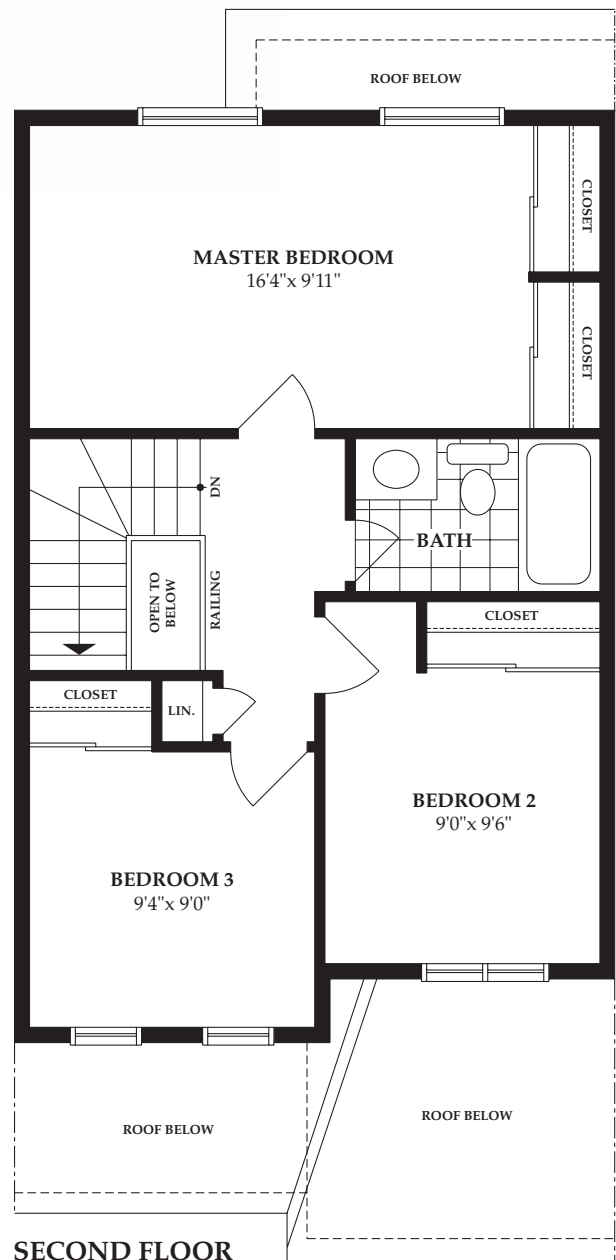 ROOF BELOW
MASTER BEDROOM
16'4"x 9'11"
CLOSET
CLOSET
DN
OPEN TO
BELOW
RAILING
BATH
CLOSET
CLOSET
LIN.
BEDROOM 2
9'0"x 9'6"
BEDROOM 3
9'4"x 9'0"
ROOF BELOW
ROOF BELOW
SECOND FLOOR